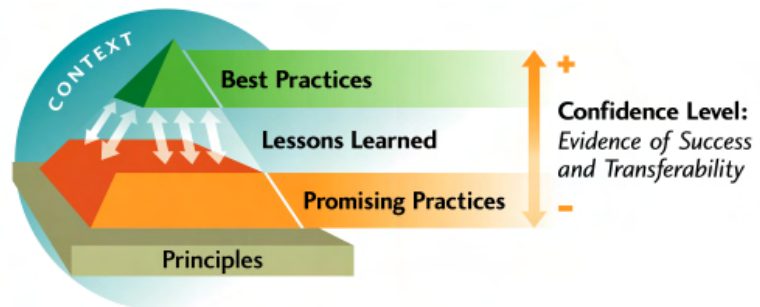 CONTEXT
Best Practices
Lessons Learned
Promising Practices
Principles
+
Confidence Level:
Evidence of Success
and Transferability
–